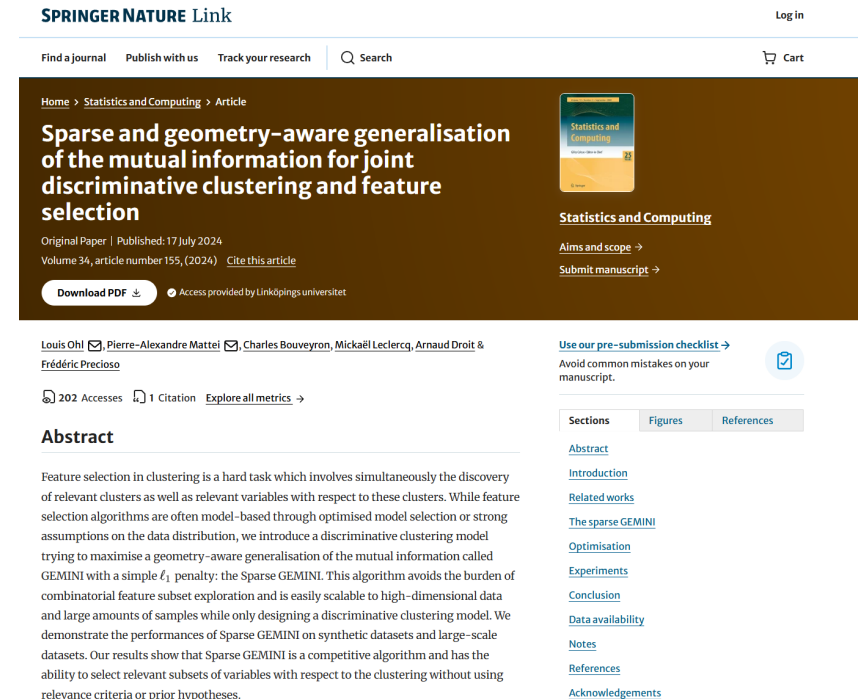 SPRINGER NATURE Link
Log in
Find a journal Publish with us Track your research Search
Cart
Home > Statistics and Computing > Article
Sparse and geometry-aware generalisation
of the mutual information for joint
discriminative clustering and feature
selection
Original Paper | Published: 17 July 2024
Volume 34, article number 155, (2024) Cite this article
Download PDF
Access provided by Linköpings universitet
Statistics and
Computing
25
Statistics and Computing
Aims and scope →
Submit manuscript →
Louis Ohl, Pierre-Alexandre Mattei, Charles Bouveyron, Mickaël Leclercq, Arnaud Droit &
Frédéric Precioso
202 Accesses 1 Citation Explore all metrics →
Abstract
Feature selection in clustering is a hard task which involves simultaneously the discovery
of relevant clusters as well as relevant variables with respect to these clusters. While feature
selection algorithms are often model-based through optimised model selection or strong
assumptions on the data distribution, we introduce a discriminative clustering model
trying to maximise a geometry-aware generalisation of the mutual information called
GEMINI with a simple ℓ₁ penalty: the Sparse GEMINI. This algorithm avoids the burden of
combinatorial feature subset exploration and is easily scalable to high-dimensional data
and large amounts of samples while only designing a discriminative clustering model. We
demonstrate the performances of Sparse GEMINI on synthetic datasets and large-scale
datasets. Our results show that Sparse GEMINI is a competitive algorithm and has the
ability to select relevant subsets of variables with respect to the clustering without using
relevance criteria or prior hypotheses.
Use our pre-submission checklist →
Avoid common mistakes on your
manuscript.
Sections Figures References
Abstract
Introduction
Related works
The sparse GEMINI
Optimisation
Experiments
Conclusion
Data availability
Notes
References
Acknowledgements